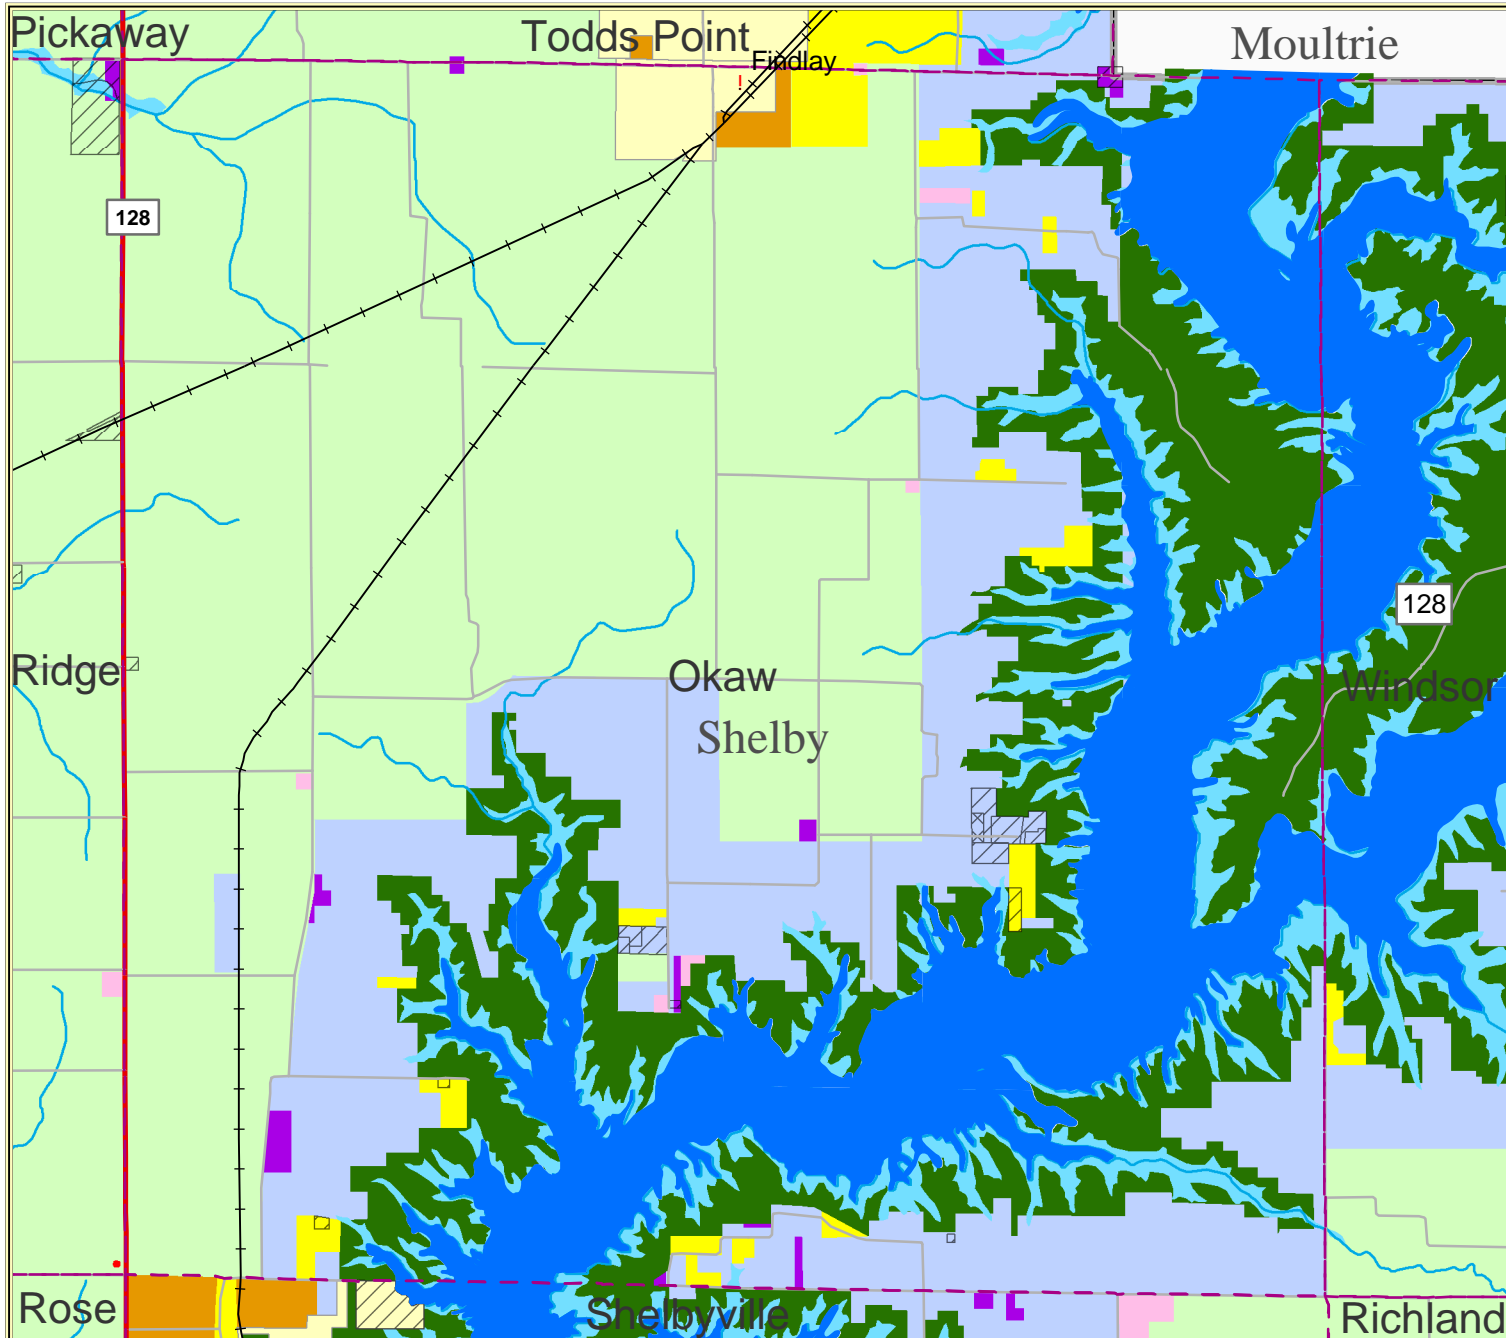 Pickaway
Todds Point
Moultrie
Findlay
128
128
Ridge
Okaw
Windsor
Shelby
Rose
Shelbyville
Richland